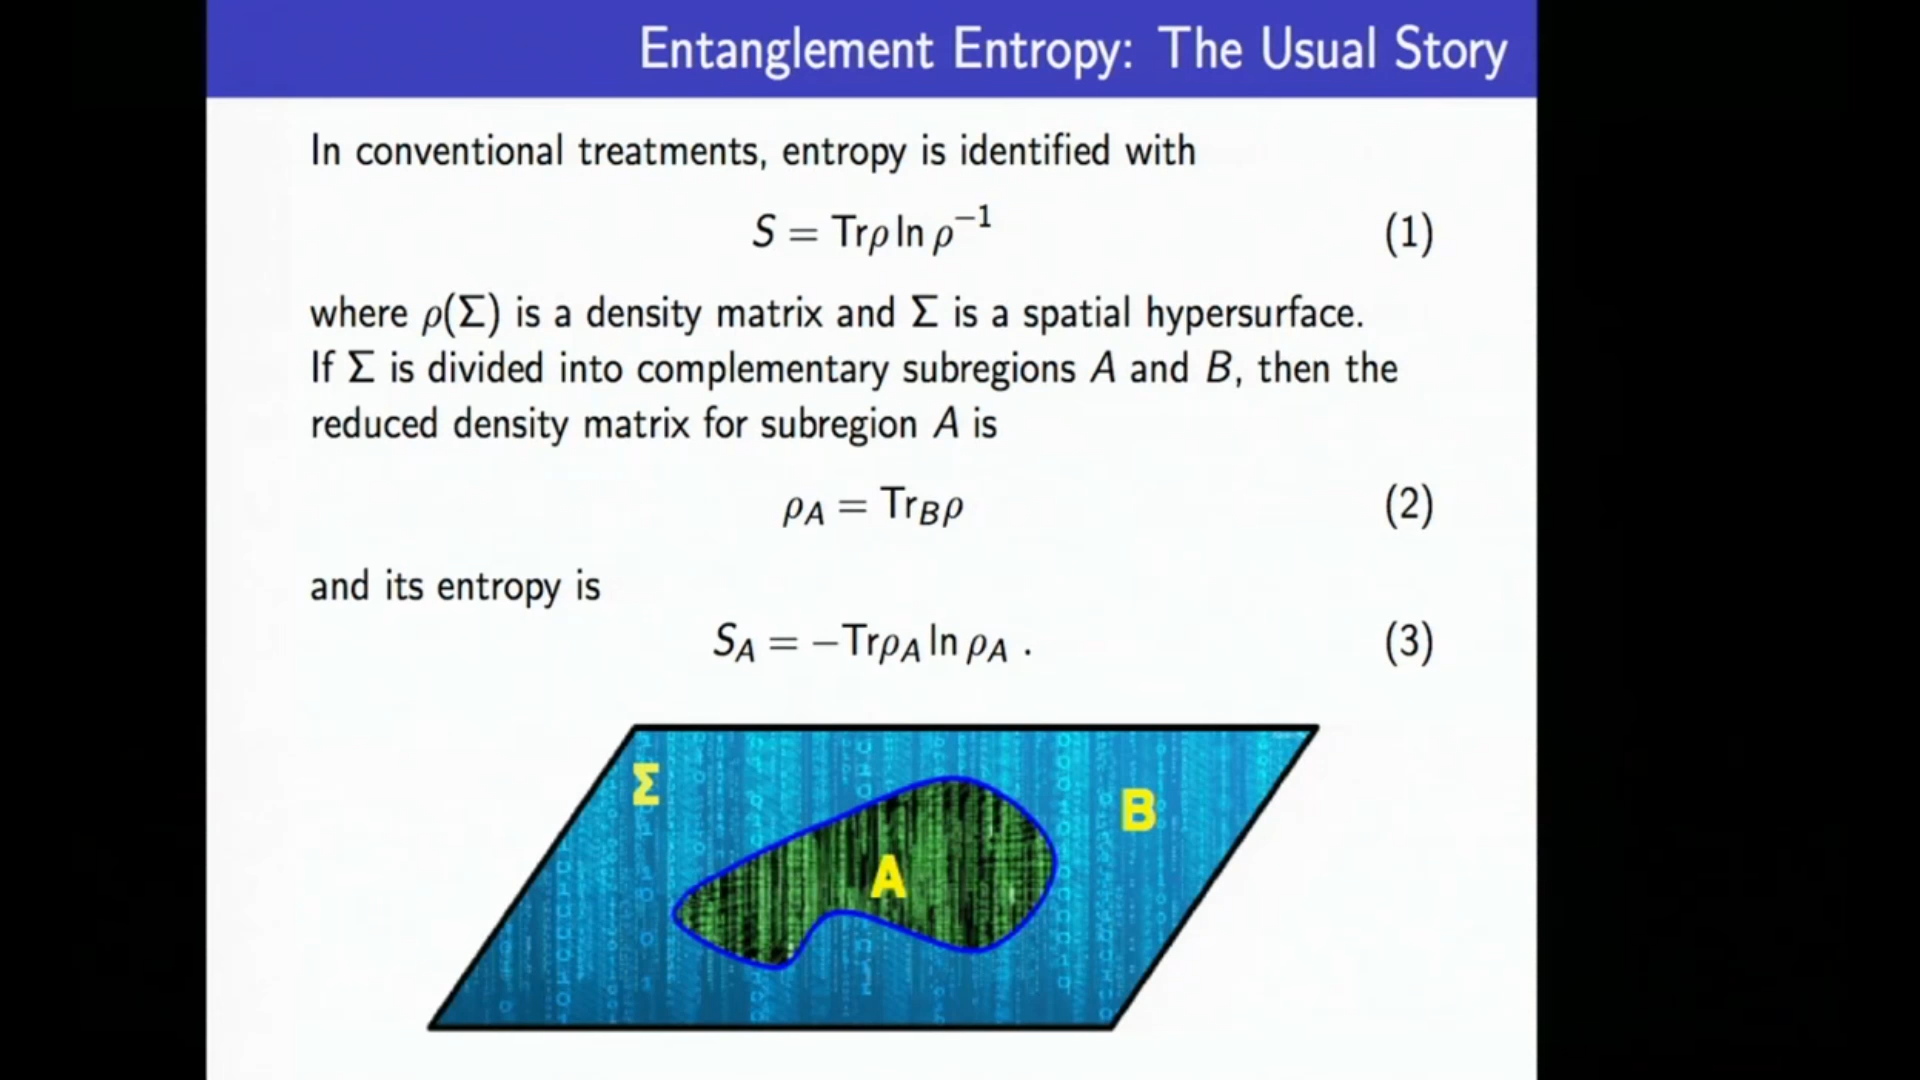 Entanglement Entropy: The Usual Story
In conventional treatments, entropy is identified with
S = Trρ ln ρ⁻¹ (1)
where ρ(Σ) is a density matrix and Σ is a spatial hypersurface.
If Σ is divided into complementary subregions A and B, then the
reduced density matrix for subregion A is
ρ_A = Tr_B ρ (2)
and its entropy is
S_A = −Trρ_A ln ρ_A . (3)
Σ
B
A